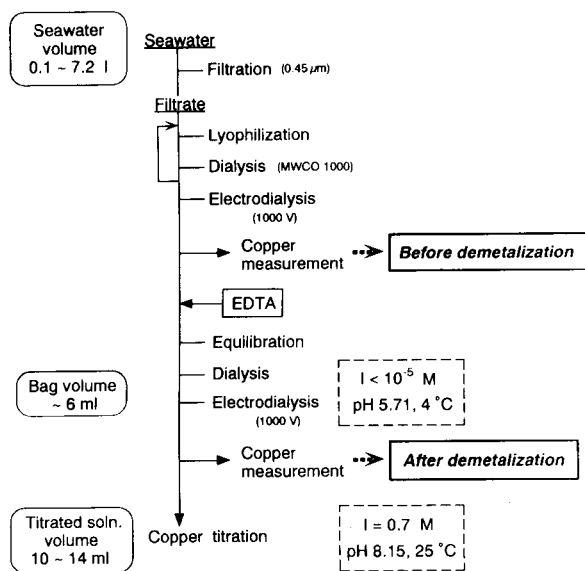 Seawater
volume
0.1 ~ 7.2 l
Seawater
Filtration (0.45 µm)
Filtrate
Lyophilization
Dialysis (MWCO 1000)
Electrodialysis
(1000 V)
Copper
measurement
Before demetalization
EDTA
Equilibration
Dialysis
Electrodialysis
(1000 V)
Bag volume
~ 6 ml
I < 10⁻⁵ M
pH 5.71, 4 °C
Copper
measurement
After demetalization
Titrated soln.
volume
10 ~ 14 ml
Copper titration
I = 0.7 M
pH 8.15, 25 °C